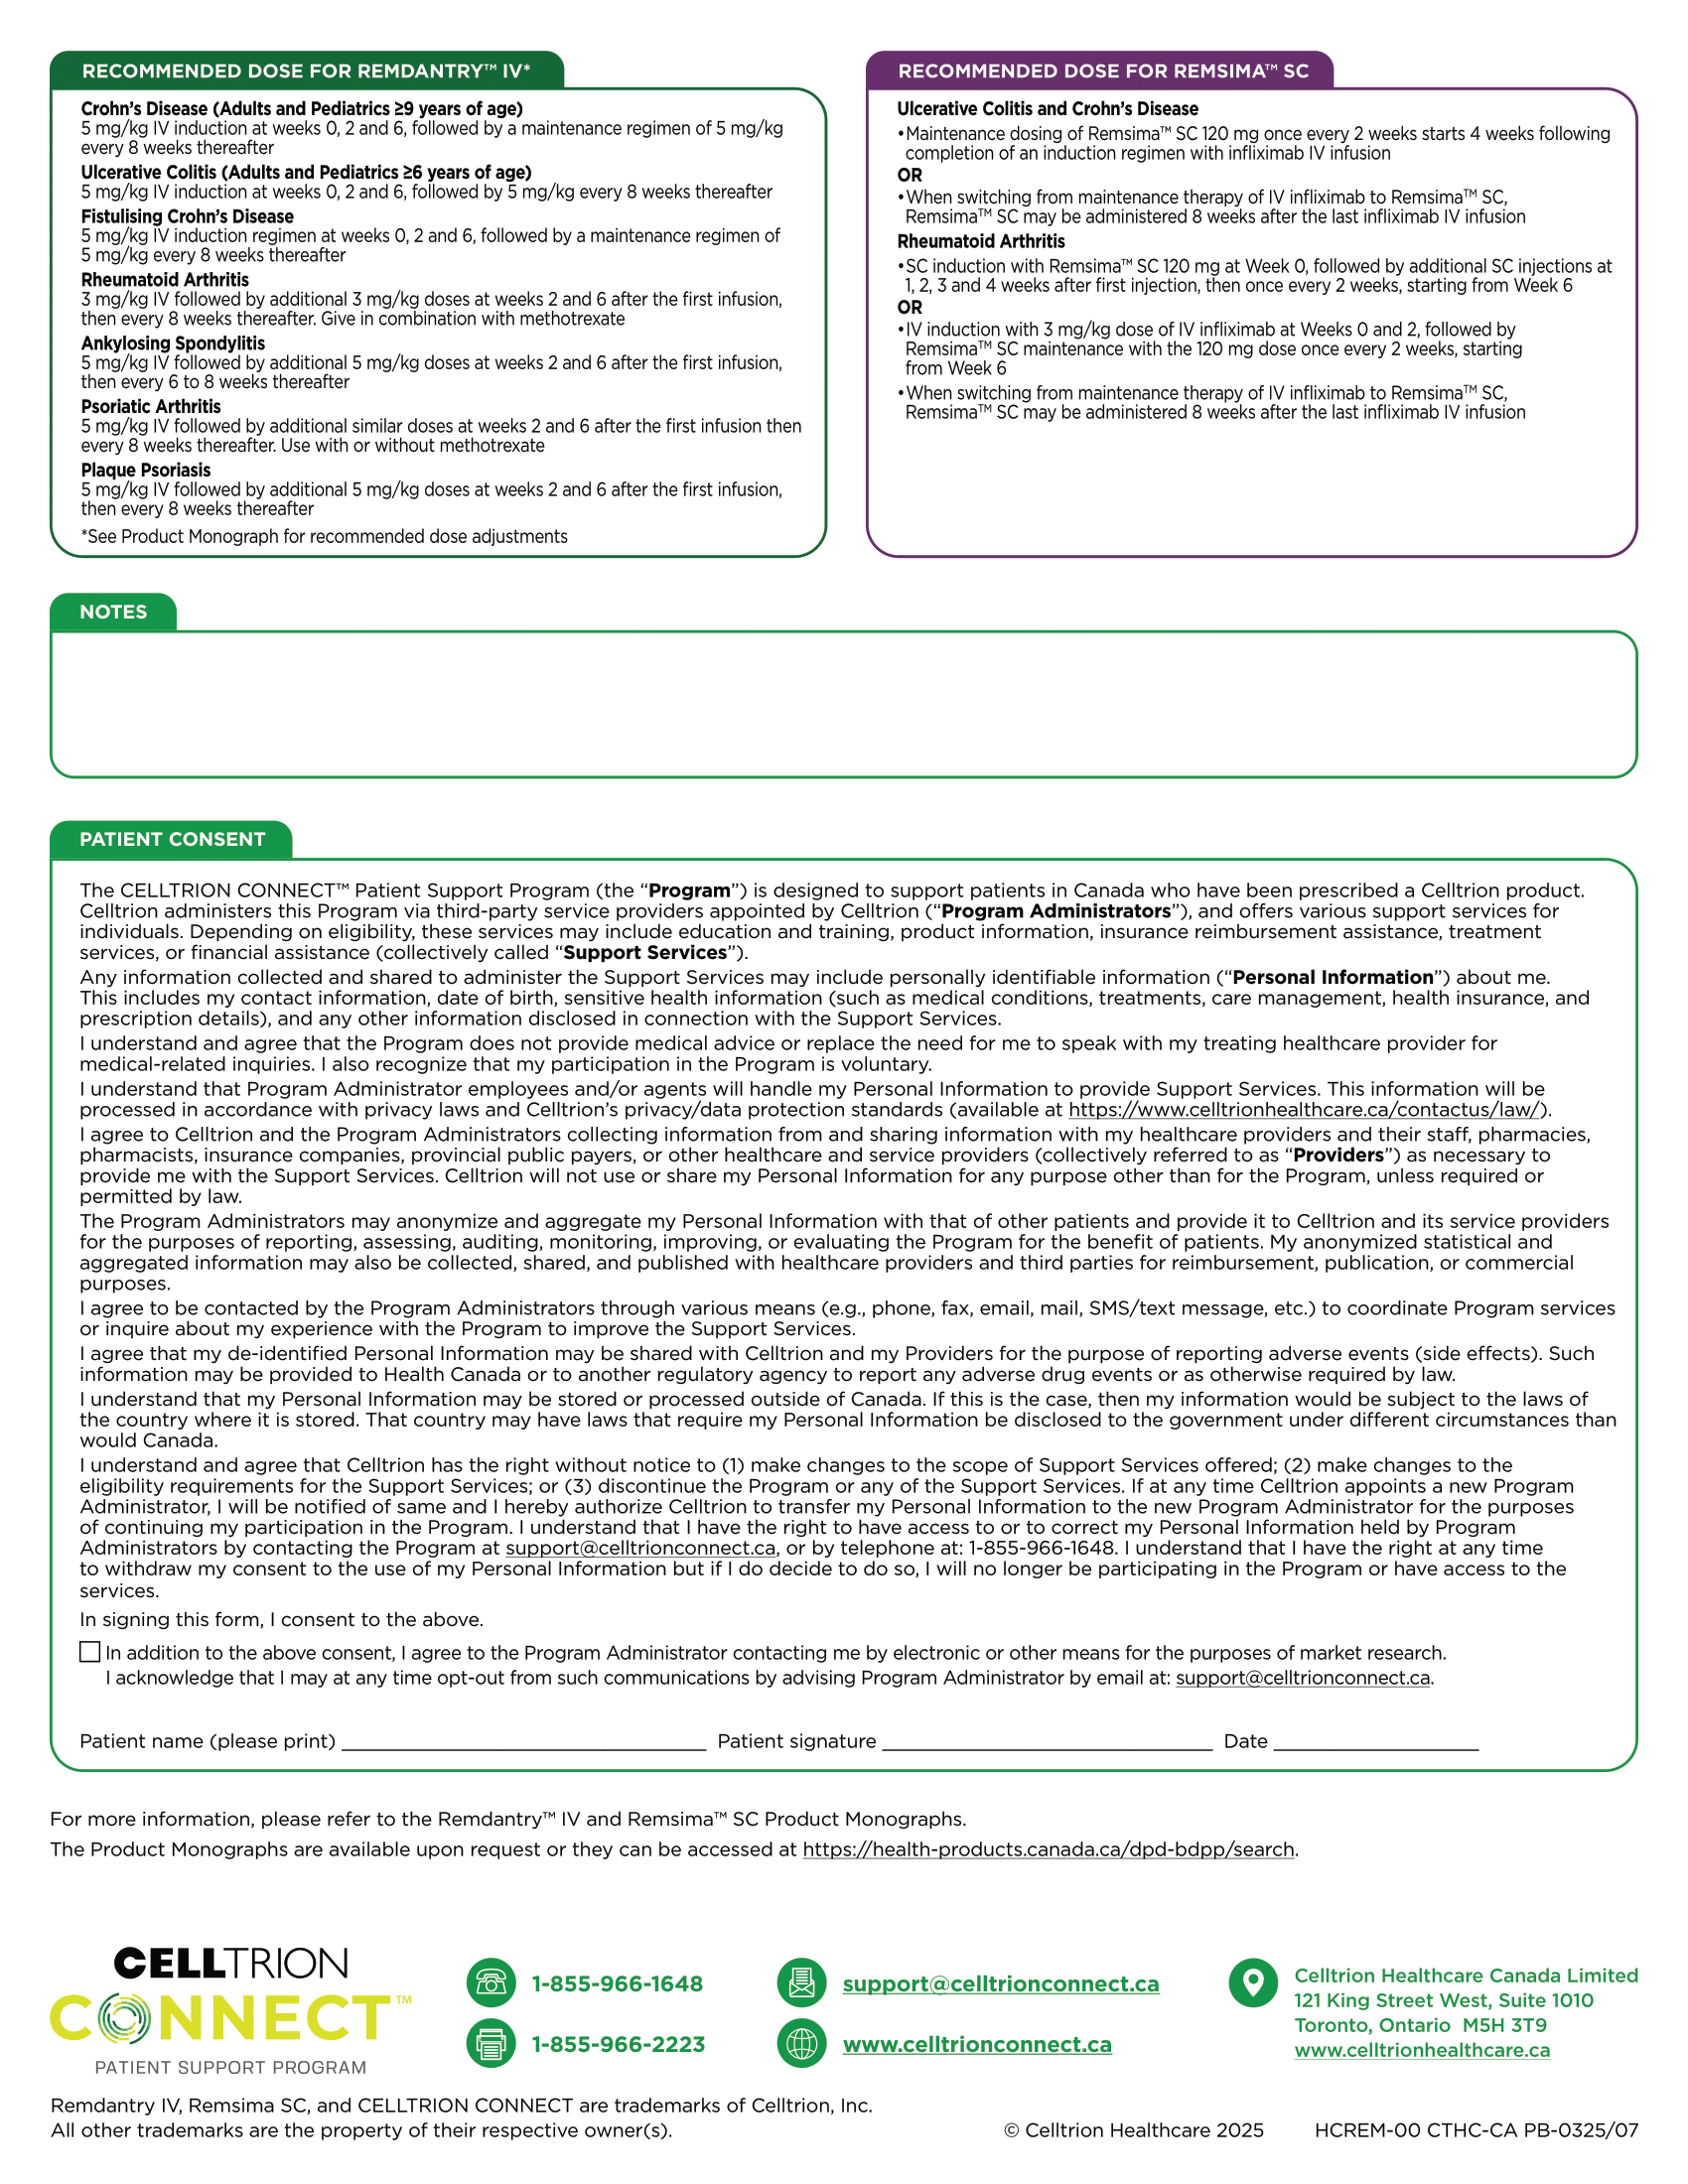 RECOMMENDED DOSE FOR REMDANTRY™ IV*
Crohn's Disease (Adults and Pediatrics ≥9 years of age)
5 mg/kg IV induction at weeks 0, 2 and 6, followed by a maintenance regimen of 5 mg/kg
every 8 weeks thereafter
Ulcerative Colitis (Adults and Pediatrics ≥6 years of age)
5 mg/kg IV induction at weeks 0, 2 and 6, followed by 5 mg/kg every 8 weeks thereafter
Fistulising Crohn's Disease
5 mg/kg IV induction regimen at weeks 0, 2 and 6, followed by a maintenance regimen of
5 mg/kg every 8 weeks thereafter
Rheumatoid Arthritis
3 mg/kg IV followed by additional 3 mg/kg doses at weeks 2 and 6 after the first infusion,
then every 8 weeks thereafter. Give in combination with methotrexate
Ankylosing Spondylitis
5 mg/kg IV followed by additional 5 mg/kg doses at weeks 2 and 6 after the first infusion,
then every 6 to 8 weeks thereafter
Psoriatic Arthritis
5 mg/kg IV followed by additional similar doses at weeks 2 and 6 after the first infusion then
every 8 weeks thereafter. Use with or without methotrexate
Plaque Psoriasis
5 mg/kg IV followed by additional 5 mg/kg doses at weeks 2 and 6 after the first infusion,
then every 8 weeks thereafter
*See Product Monograph for recommended dose adjustments
RECOMMENDED DOSE FOR REMSIMA™ SC
Ulcerative Colitis and Crohn's Disease
•Maintenance dosing of Remsima™ SC 120 mg once every 2 weeks starts 4 weeks following
completion of an induction regimen with infliximab IV infusion
OR
•When switching from maintenance therapy of IV infliximab to Remsima™ SC,
Remsima™ SC may be administered 8 weeks after the last infliximab IV infusion
Rheumatoid Arthritis
•SC induction with Remsima™ SC 120 mg at Week 0, followed by additional SC injections at
1, 2, 3 and 4 weeks after first injection, then once every 2 weeks, starting from Week 6
OR
•IV induction with 3 mg/kg dose of IV infliximab at Weeks 0 and 2, followed by
Remsima™ SC maintenance with the 120 mg dose once every 2 weeks, starting
from Week 6
•When switching from maintenance therapy of IV infliximab to Remsima™ SC,
Remsima™ SC may be administered 8 weeks after the last infliximab IV infusion
NOTES
PATIENT CONSENT
The CELLTRION CONNECT™ Patient Support Program (the “Program”) is designed to support patients in Canada who have been prescribed a Celltrion product.
Celltrion administers this Program via third-party service providers appointed by Celltrion (“Program Administrators”), and offers various support services for
individuals. Depending on eligibility, these services may include education and training, product information, insurance reimbursement assistance, treatment
services, or financial assistance (collectively called “Support Services”).
Any information collected and shared to administer the Support Services may include personally identifiable information (“Personal Information”) about me.
This includes my contact information, date of birth, sensitive health information (such as medical conditions, treatments, care management, health insurance, and
prescription details), and any other information disclosed in connection with the Support Services.
I understand and agree that the Program does not provide medical advice or replace the need for me to speak with my treating healthcare provider for
medical-related inquiries. I also recognize that my participation in the Program is voluntary.
I understand that Program Administrator employees and/or agents will handle my Personal Information to provide Support Services. This information will be
processed in accordance with privacy laws and Celltrion’s privacy/data protection standards (available at https://www.celltrionhealthcare.ca/contactus/law/).
I agree to Celltrion and the Program Administrators collecting information from and sharing information with my healthcare providers and their staff, pharmacies,
pharmacists, insurance companies, provincial public payers, or other healthcare and service providers (collectively referred to as “Providers”) as necessary to
provide me with the Support Services. Celltrion will not use or share my Personal Information for any purpose other than for the Program, unless required or
permitted by law.
The Program Administrators may anonymize and aggregate my Personal Information with that of other patients and provide it to Celltrion and its service providers
for the purposes of reporting, assessing, auditing, monitoring, improving, or evaluating the Program for the benefit of patients. My anonymized statistical and
aggregated information may also be collected, shared, and published with healthcare providers and third parties for reimbursement, publication, or commercial
purposes.
I agree to be contacted by the Program Administrators through various means (e.g., phone, fax, email, mail, SMS/text message, etc.) to coordinate Program services
or inquire about my experience with the Program to improve the Support Services.
I agree that my de-identified Personal Information may be shared with Celltrion and my Providers for the purpose of reporting adverse events (side effects). Such
information may be provided to Health Canada or to another regulatory agency to report any adverse drug events or as otherwise required by law.
I understand that my Personal Information may be stored or processed outside of Canada. If this is the case, then my information would be subject to the laws of
the country where it is stored. That country may have laws that require my Personal Information be disclosed to the government under different circumstances than
would Canada.
I understand and agree that Celltrion has the right without notice to (1) make changes to the scope of Support Services offered; (2) make changes to the
eligibility requirements for the Support Services; or (3) discontinue the Program or any of the Support Services. If at any time Celltrion appoints a new Program
Administrator, I will be notified of same and I hereby authorize Celltrion to transfer my Personal Information to the new Program Administrator for the purposes
of continuing my participation in the Program. I understand that I have the right to have access to or to correct my Personal Information held by Program
Administrators by contacting the Program at support@celltrionconnect.ca, or by telephone at: 1-855-966-1648. I understand that I have the right at any time
to withdraw my consent to the use of my Personal Information but if I do decide to do so, I will no longer be participating in the Program or have access to the
services.
In signing this form, I consent to the above.
In addition to the above consent, I agree to the Program Administrator contacting me by electronic or other means for the purposes of market research.
I acknowledge that I may at any time opt-out from such communications by advising Program Administrator by email at: support@celltrionconnect.ca.
Patient name (please print) Patient signature Date
For more information, please refer to the Remdantry™ IV and Remsima™ SC Product Monographs.
The Product Monographs are available upon request or they can be accessed at https://health-products.canada.ca/dpd-bdpp/search.
CELLTRION
CONNECT™
PATIENT SUPPORT PROGRAM
1-855-966-1648
1-855-966-2223
support@celltrionconnect.ca
www.celltrionconnect.ca
Celltrion Healthcare Canada Limited
121 King Street West, Suite 1010
Toronto, Ontario M5H 3T9
www.celltrionhealthcare.ca
Remdantry IV, Remsima SC, and CELLTRION CONNECT are trademarks of Celltrion, Inc.
All other trademarks are the property of their respective owner(s).
© Celltrion Healthcare 2025 HCREM-00 CTHC-CA PB-0325/07